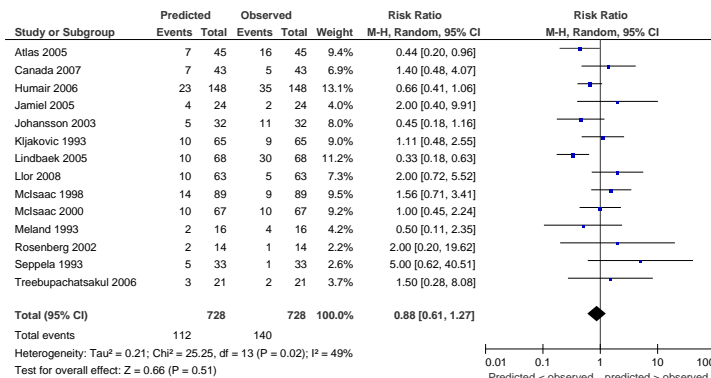 Predicted Observed Risk Ratio Risk Ratio
Study or Subgroup Events Total Events Total Weight M-H, Random, 95% CI M-H, Random, 95% CI
Atlas 2005 7 45 16 45 9.4% 0.44 [0.20, 0.96]
Canada 2007 7 43 5 43 6.9% 1.40 [0.48, 4.07]
Humair 2006 23 148 35 148 13.1% 0.66 [0.41, 1.06]
Jamiel 2005 4 24 2 24 4.0% 2.00 [0.40, 9.91]
Johansson 2003 5 32 11 32 7.9% 0.45 [0.18, 1.16]
Kljakovic 1993 10 65 9 65 9.0% 1.11 [0.48, 2.55]
Lindbaek 2005 10 68 30 68 11.2% 0.33 [0.18, 0.63]
Llor 2008 10 63 5 63 7.3% 2.00 [0.72, 5.52]
McIsaac 1998 14 89 9 89 9.5% 1.56 [0.71, 3.41]
McIsaac 2000 10 67 10 67 9.2% 1.00 [0.45, 2.24]
Meland 1993 2 16 4 16 4.2% 0.50 [0.11, 2.35]
Rosenberg 2002 2 14 1 14 2.2% 2.00 [0.20, 19.62]
Seppela 1993 5 33 1 33 2.6% 5.00 [0.62, 40.51]
Treebupachatsakul 2006 3 21 2 21 3.7% 1.50 [0.28, 8.08]
Total (95% CI) 728 728 100.0% 0.88 [0.61, 1.27]
Total events 112 140
Heterogeneity: Tau² = 0.21; Chi² = 25.25, df = 13 (P = 0.02); I² = 49%
Test for overall effect: Z = 0.66 (P = 0.51)
0.01 0.1 1 10 100
Predicted < observed predicted > observed